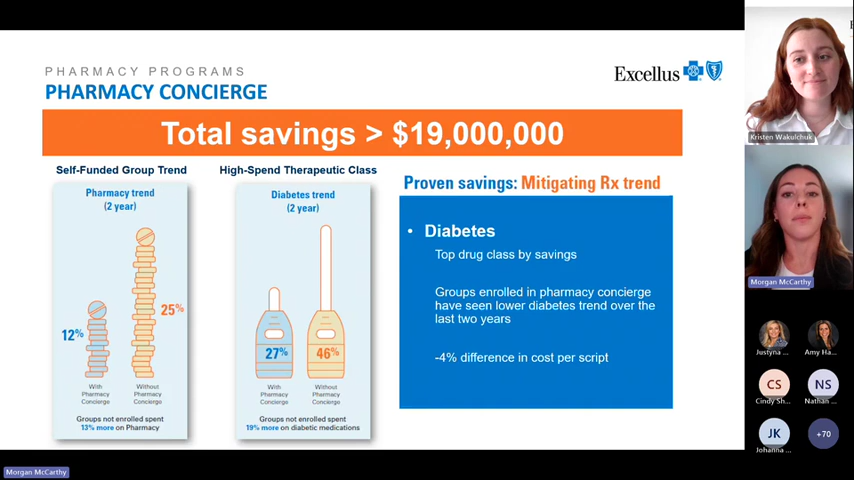 PHARMACY PROGRAMS
PHARMACY CONCIERGE
Excellus
Total savings > $19,000,000
Self-Funded Group Trend
Pharmacy trend
(2 year)
12%
25%
With
Pharmacy
Concierge
Without
Pharmacy
Concierge
Groups not enrolled spent
13% more on Pharmacy
High-Spend Therapeutic Class
Diabetes trend
(2 year)
27%
46%
With
Pharmacy
Concierge
Without
Pharmacy
Concierge
Groups not enrolled spent
19% more on diabetic medications
Proven savings: Mitigating Rx trend
• Diabetes
Top drug class by savings
Groups enrolled in pharmacy concierge
have seen lower diabetes trend over the
last two years
-4% difference in cost per script
Kristen Wakulchuk
Morgan McCarthy
Justyna ...
Amy Ha...
CS
Cindy Sh...
NS
Nathan ...
JK
Johanna ...
+70
Morgan McCarthy